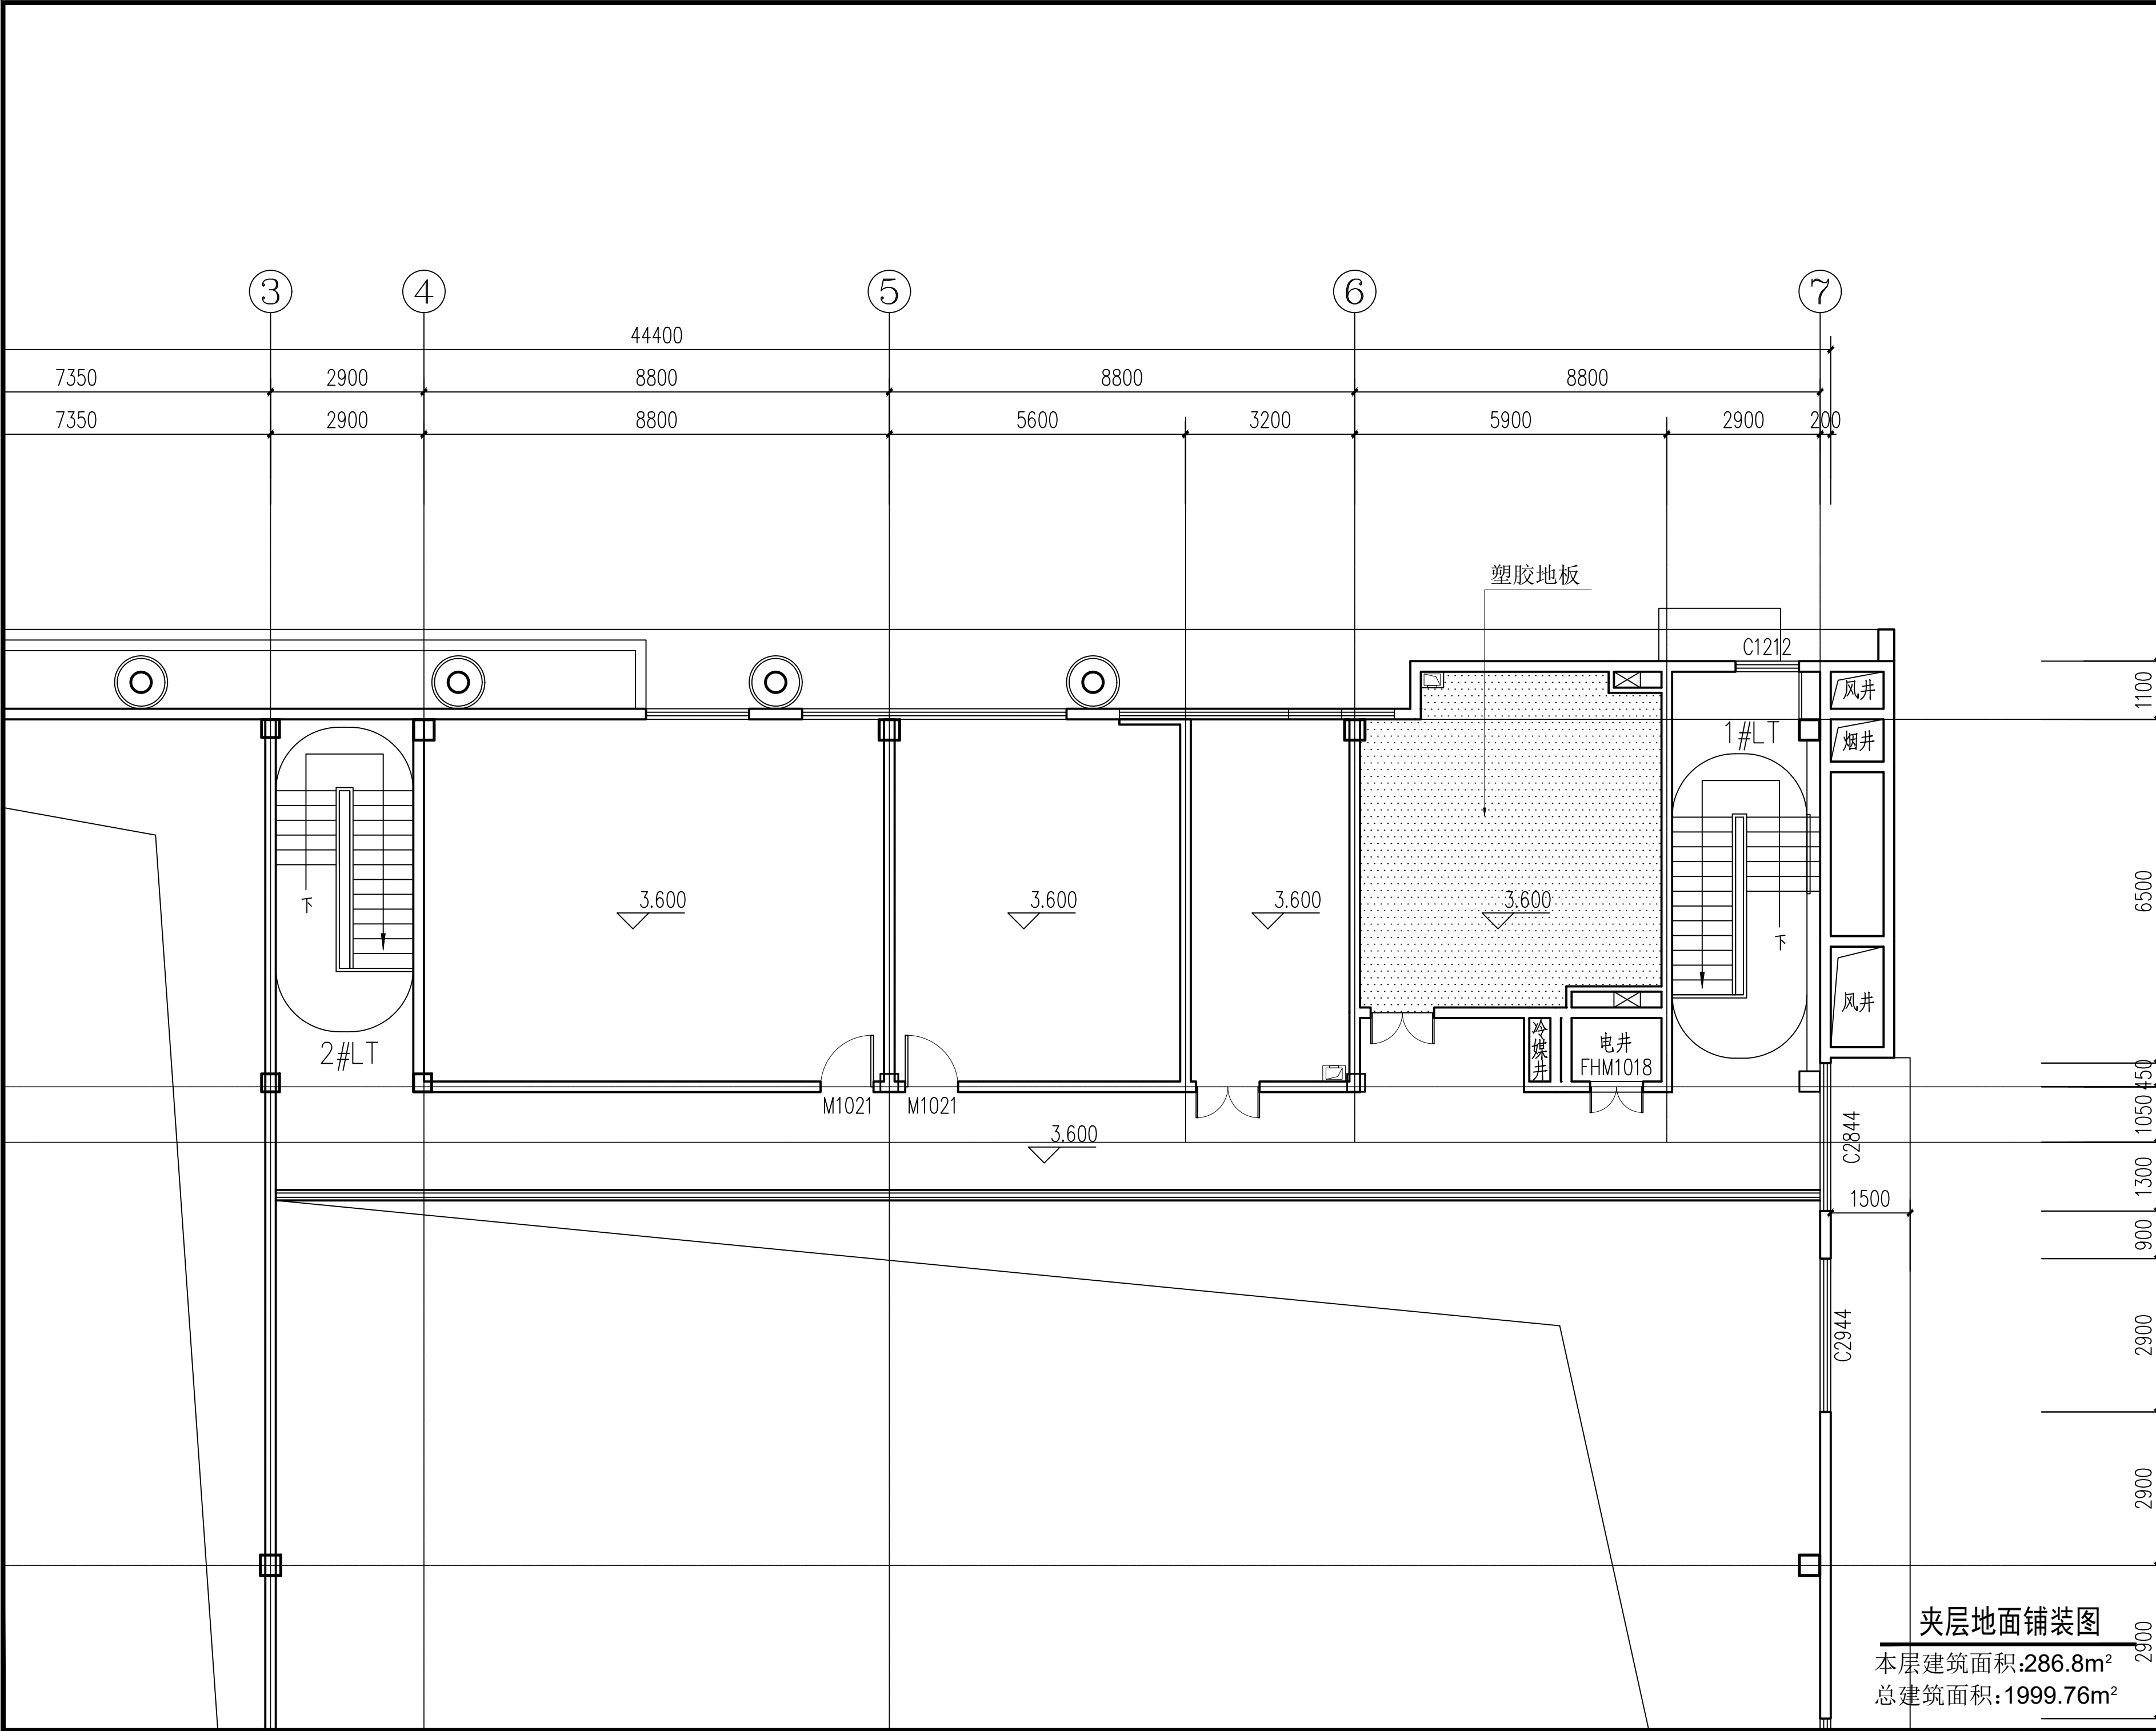 ③ ④ ⑤ ⑥ ⑦
44400
7350 2900 8800 8800 8800
7350 2900 8800 5600 3200 5900 2900 200
塑胶地板
C1212
风井
1100
1#LT
烟井
3.600 3.600 3.600 3.600
6500
下
下
风井
2#LT
冷媒井
电井
FHM1018
450
M1021 M1021
1050
C2844
3.600
1300
1500
900
C2944
2900
2900
2900
夹层地面铺装图
本层建筑面积:286.8m²
总建筑面积:1999.76m²